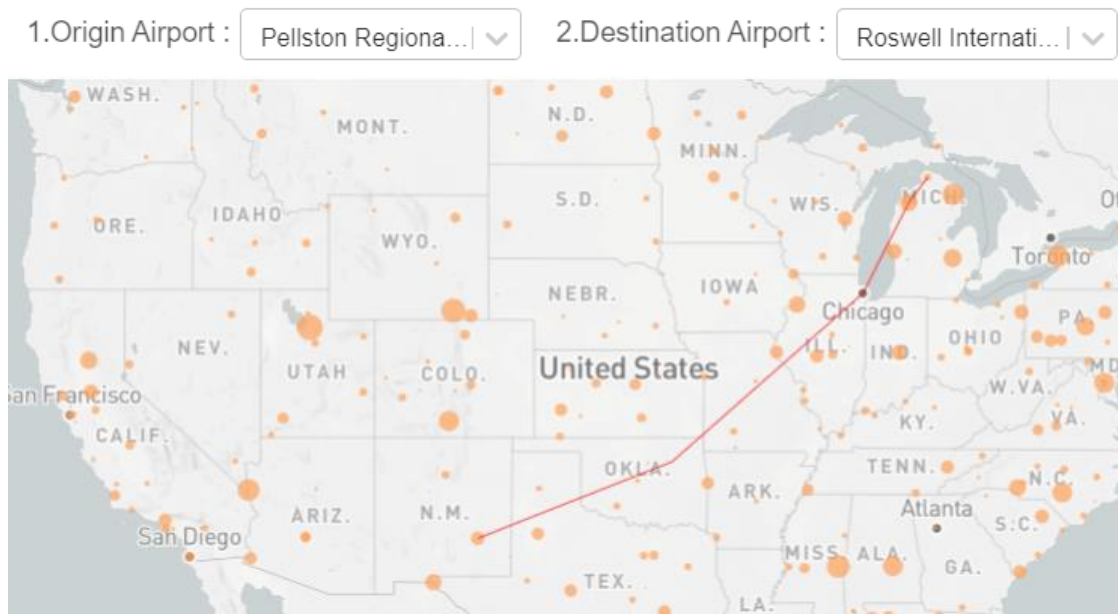 1.Origin Airport :
Pellston Regiona...
2.Destination Airport :
Roswell Internati...
WASH.
MONT.
N.D.
MINN.
ORE.
IDAHO
WYO.
S.D.
WIS.
MICH.
Toronto
NEBR.
IOWA
Chicago
NEV.
UTAH
COLO.
United States
ILL.
IND.
OHIO
PA.
San Francisco
CALIF.
W.VA.
MD.
KY.
VA.
ARIZ.
N.M.
OKLA.
ARK.
TENN.
N.C.
San Diego
Atlanta
S.C.
TEX.
MISS.
ALA.
GA.
LA.